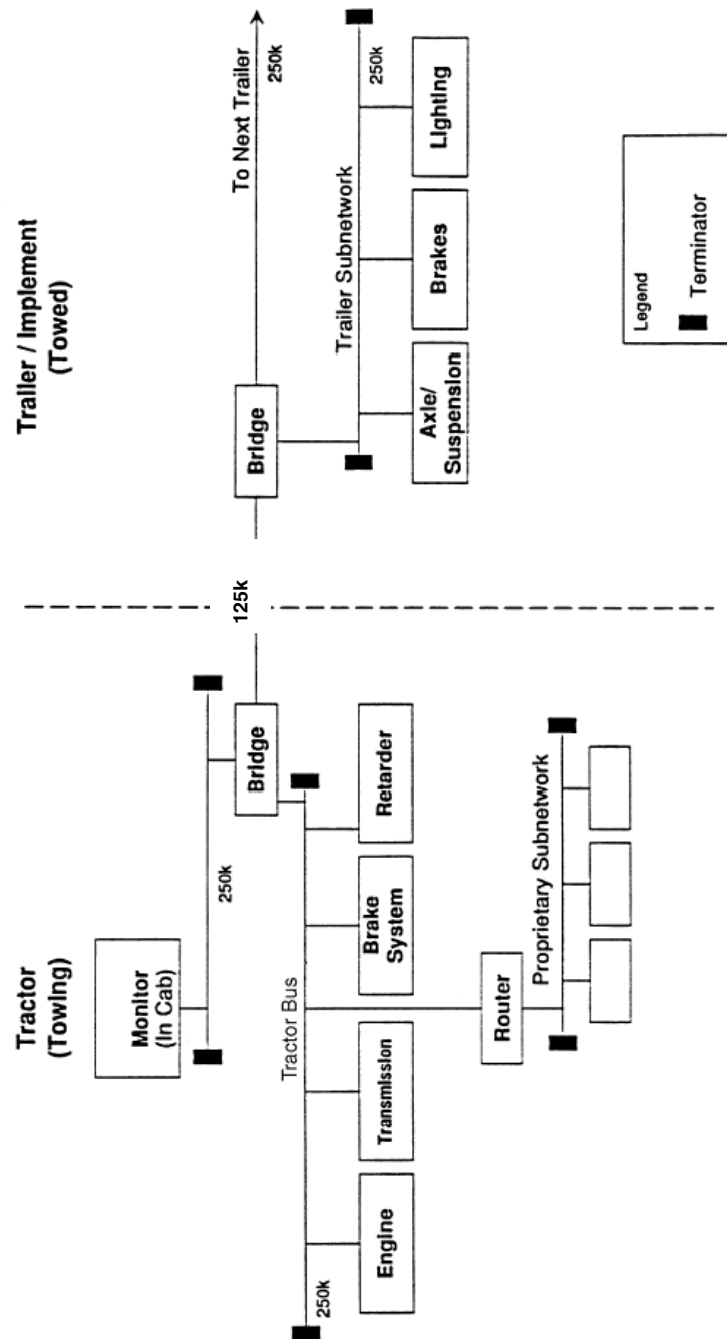 Tractor
(Towing)
Trailer / Implement
(Towed)
Monitor
(In Cab)
250k
Bridge
125k
Bridge
To Next Trailer
250k
Tractor Bus
250k
Engine
Transmission
Brake
System
Retarder
Trailer Subnetwork
250k
Axle/
Suspension
Brakes
Lighting
Router
Proprietary Subnetwork
Legend
Terminator